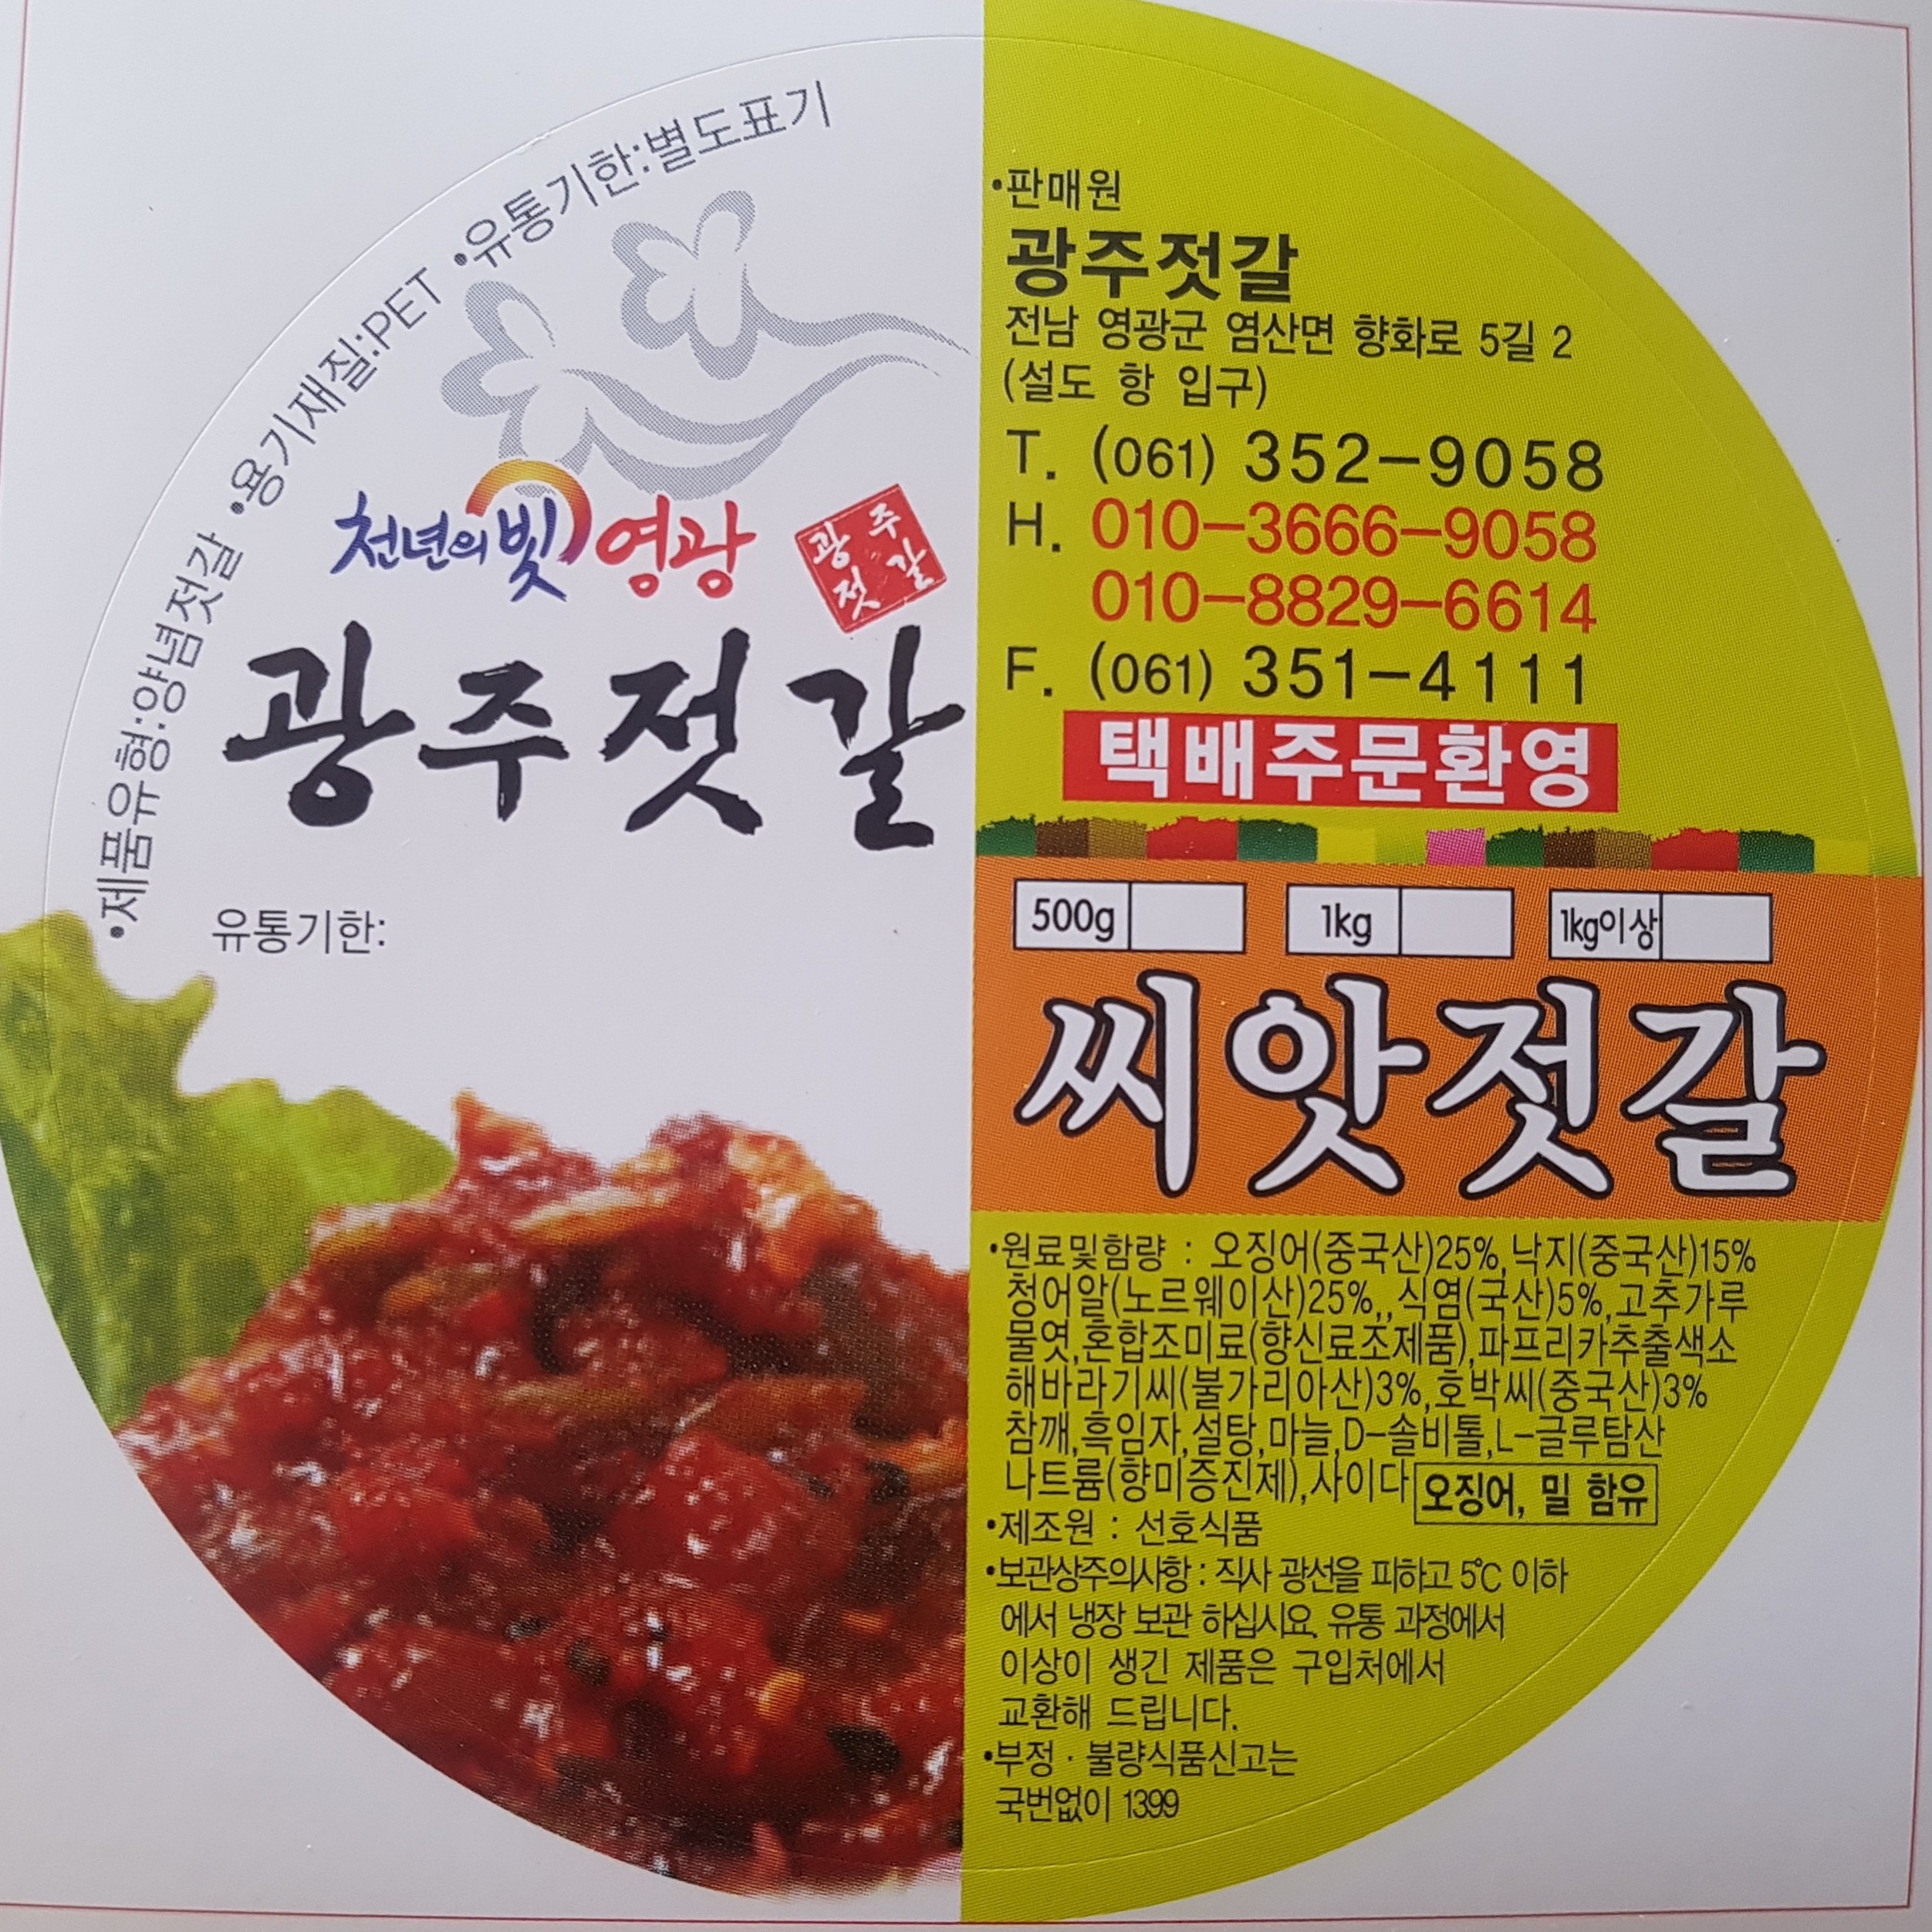 •제품유형:양념젓갈 •용기재질:PET •유통기한:별도표기
천년의빛 영광
광주
젓갈
광주젓갈
유통기한:
•판매원
광주젓갈
전남 영광군 염산면 향화로 5길 2
(설도 항 입구)
T. (061) 352-9058
H. 010-3666-9058
010-8829-6614
F. (061) 351-4111
택배주문환영
500g 1kg 1kg이상
씨앗젓갈
•원료및함량 : 오징어(중국산)25%,낙지(중국산)15%
청어알(노르웨이산)25%,,식염(국산)5%,고추가루
물엿,혼합조미료(향신료조제품),파프리카추출색소
해바라기씨(불가리아산)3%,호박씨(중국산)3%
참깨,흑임자,설탕,마늘,D-솔비톨,L-글루탐산
나트륨(향미증진제),사이다 오징어, 밀 함유
•제조원 : 선호식품
•보관상주의사항 : 직사 광선을 피하고 5℃ 이하
에서 냉장 보관 하십시요. 유통 과정에서
이상이 생긴 제품은 구입처에서
교환해 드립니다.
•부정 · 불량식품신고는
국번없이 1399